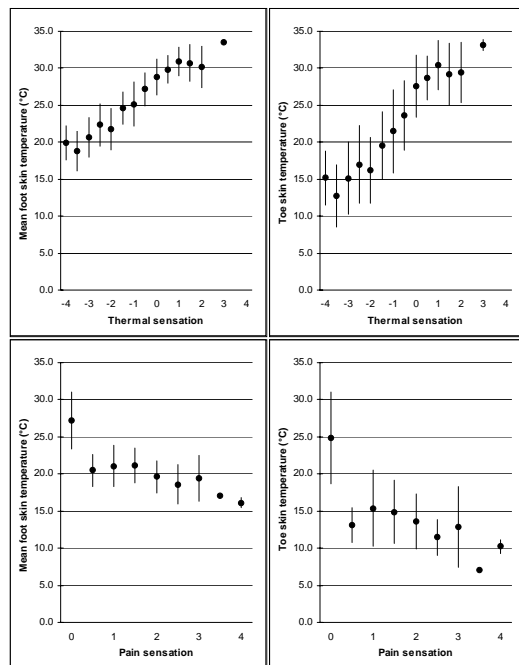 Mean foot skin temperature (°C)
35.0
30.0
25.0
20.0
15.0
10.0
5.0
0.0
-4 -3 -2 -1 0 1 2 3 4
Thermal sensation
Toe skin temperature (°C)
35.0
30.0
25.0
20.0
15.0
10.0
5.0
0.0
-4 -3 -2 -1 0 1 2 3 4
Thermal sensation
Mean foot skin temperature (°C)
35.0
30.0
25.0
20.0
15.0
10.0
5.0
0.0
0 1 2 3 4
Pain sensation
Toe skin temperature (°C)
35.0
30.0
25.0
20.0
15.0
10.0
5.0
0.0
0 1 2 3 4
Pain sensation